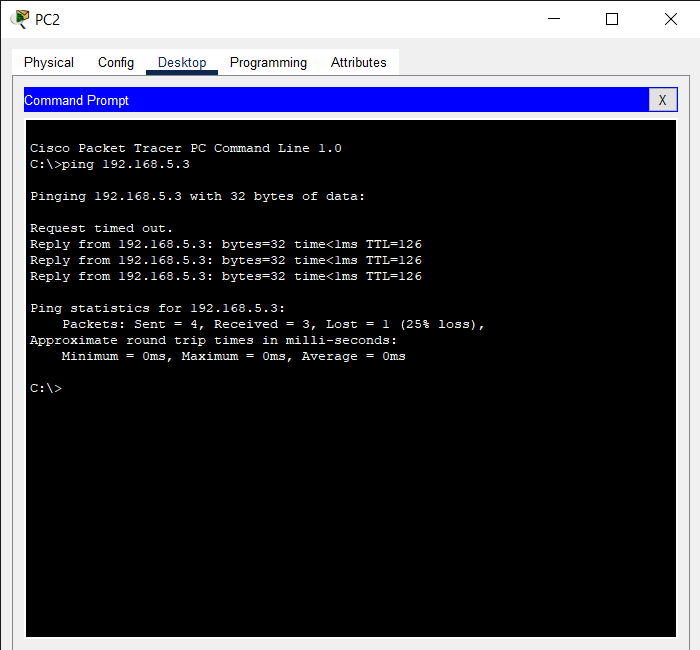 PC2
Physical Config Desktop Programming Attributes
Command Prompt X
Cisco Packet Tracer PC Command Line 1.0
C:\>ping 192.168.5.3
Pinging 192.168.5.3 with 32 bytes of data:
Request timed out.
Reply from 192.168.5.3: bytes=32 time<1ms TTL=126
Reply from 192.168.5.3: bytes=32 time<1ms TTL=126
Reply from 192.168.5.3: bytes=32 time<1ms TTL=126
Ping statistics for 192.168.5.3:
Packets: Sent = 4, Received = 3, Lost = 1 (25% loss),
Approximate round trip times in milli-seconds:
Minimum = 0ms, Maximum = 0ms, Average = 0ms
C:\>